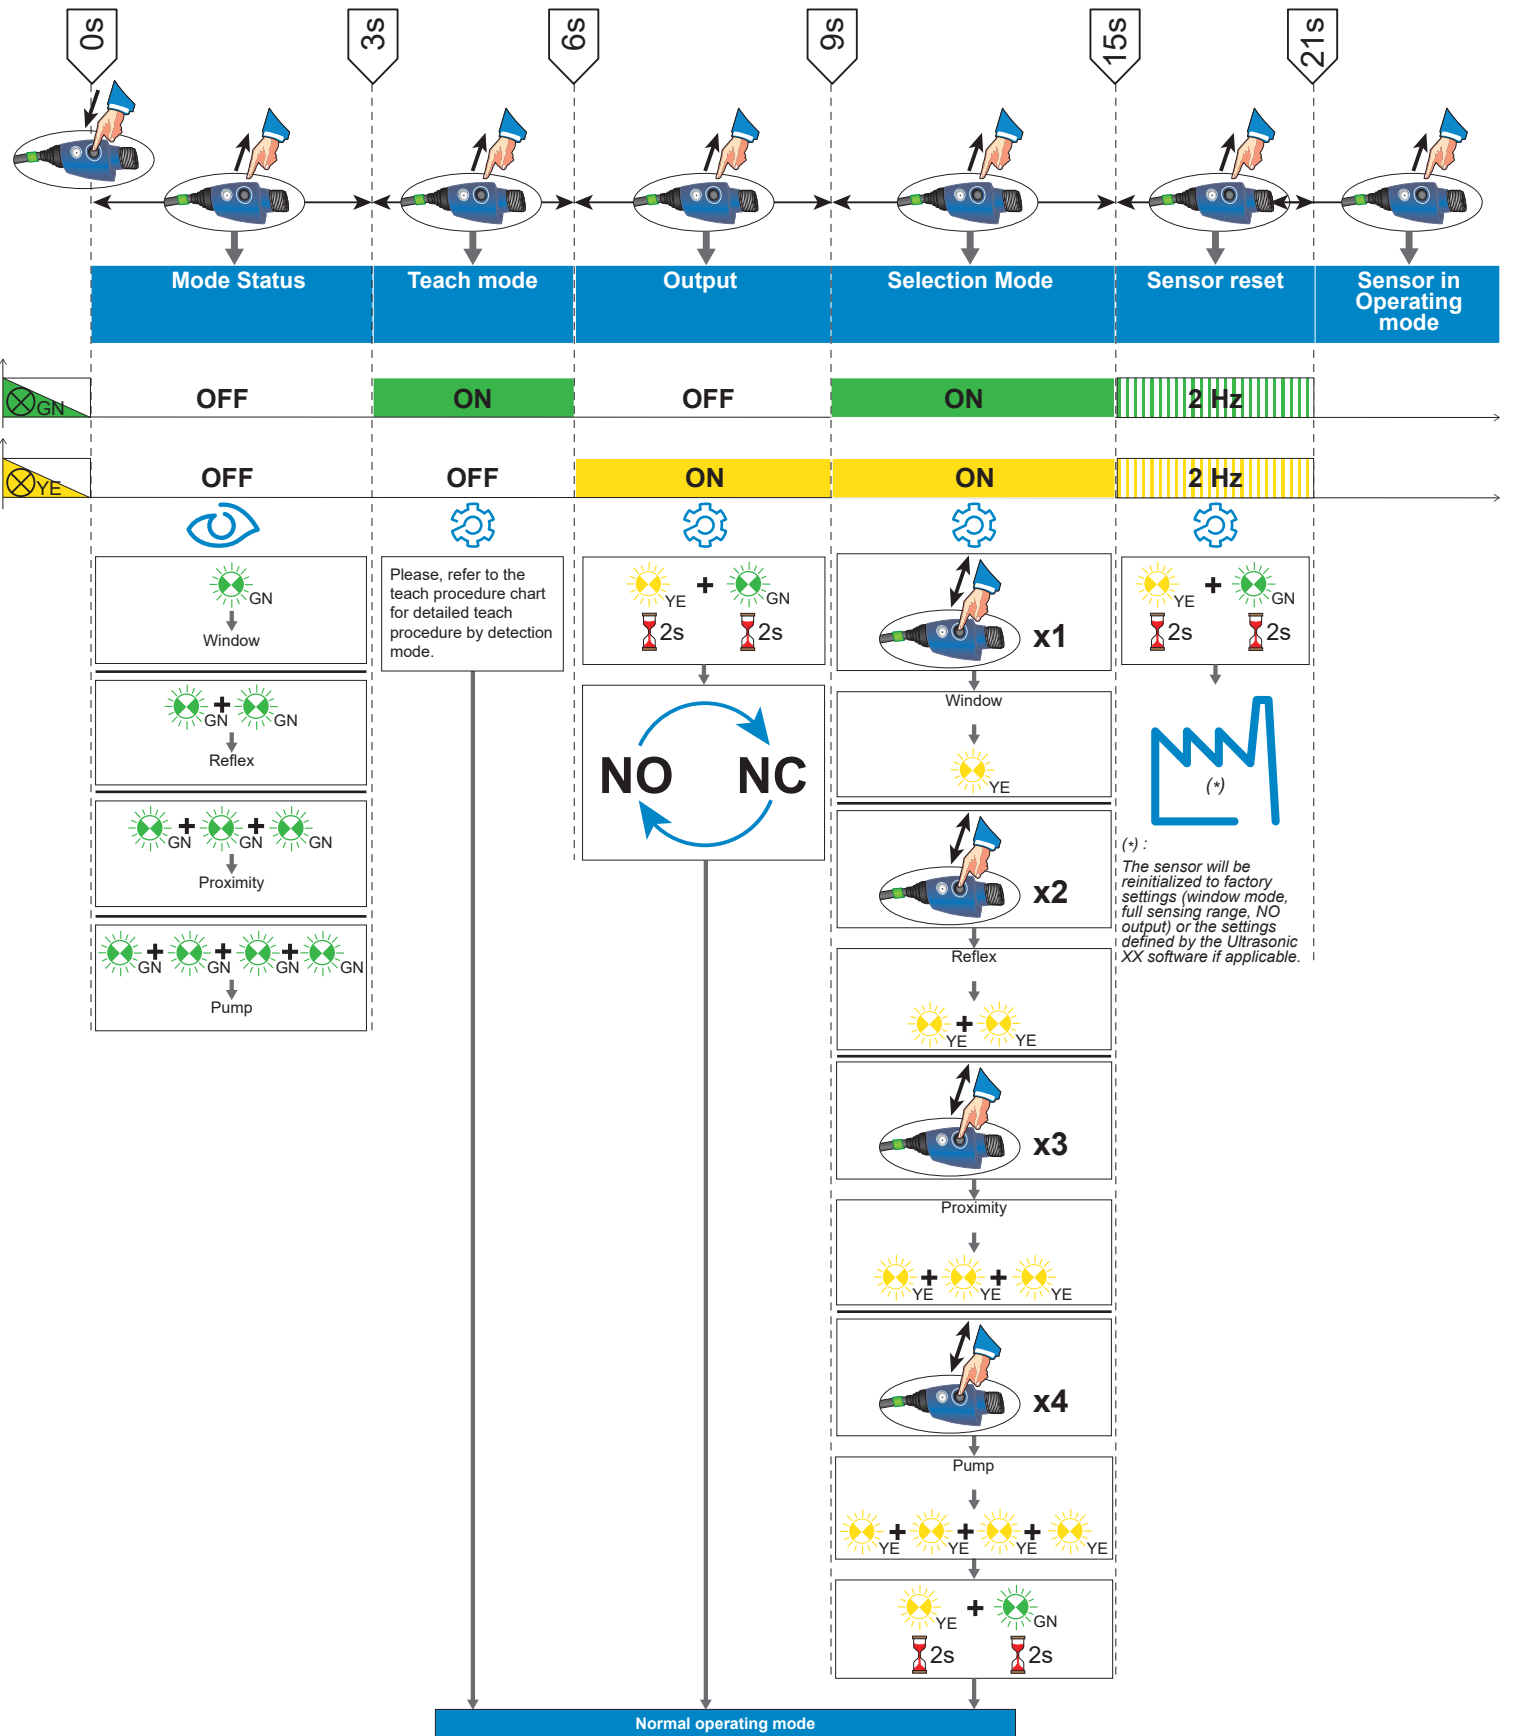 0s
3s
6s
9s
15s
21s
Mode Status
Teach mode
Output
Selection Mode
Sensor reset
Sensor in
Operating
mode
GN
OFF
ON
OFF
ON
2 Hz
YE
OFF
OFF
ON
ON
2 Hz
GN
Window
GN
GN
Reflex
GN
GN
GN
Proximity
GN
GN
GN
GN
Pump
Please, refer to the
teach procedure chart
for detailed teach
procedure by detection
mode.
YE + GN
2s 2s
NO NC
x1
Window
YE
x2
Reflex
YE + YE
x3
Proximity
YE + YE + YE
x4
Pump
YE + YE + YE + YE
YE + GN
2s 2s
YE + GN
2s 2s
(*)
(*) :
The sensor will be
reinitialized to factory
settings (window mode,
full sensing range, NO
output) or the settings
defined by the Ultrasonic
XX software if applicable.
Normal operating mode